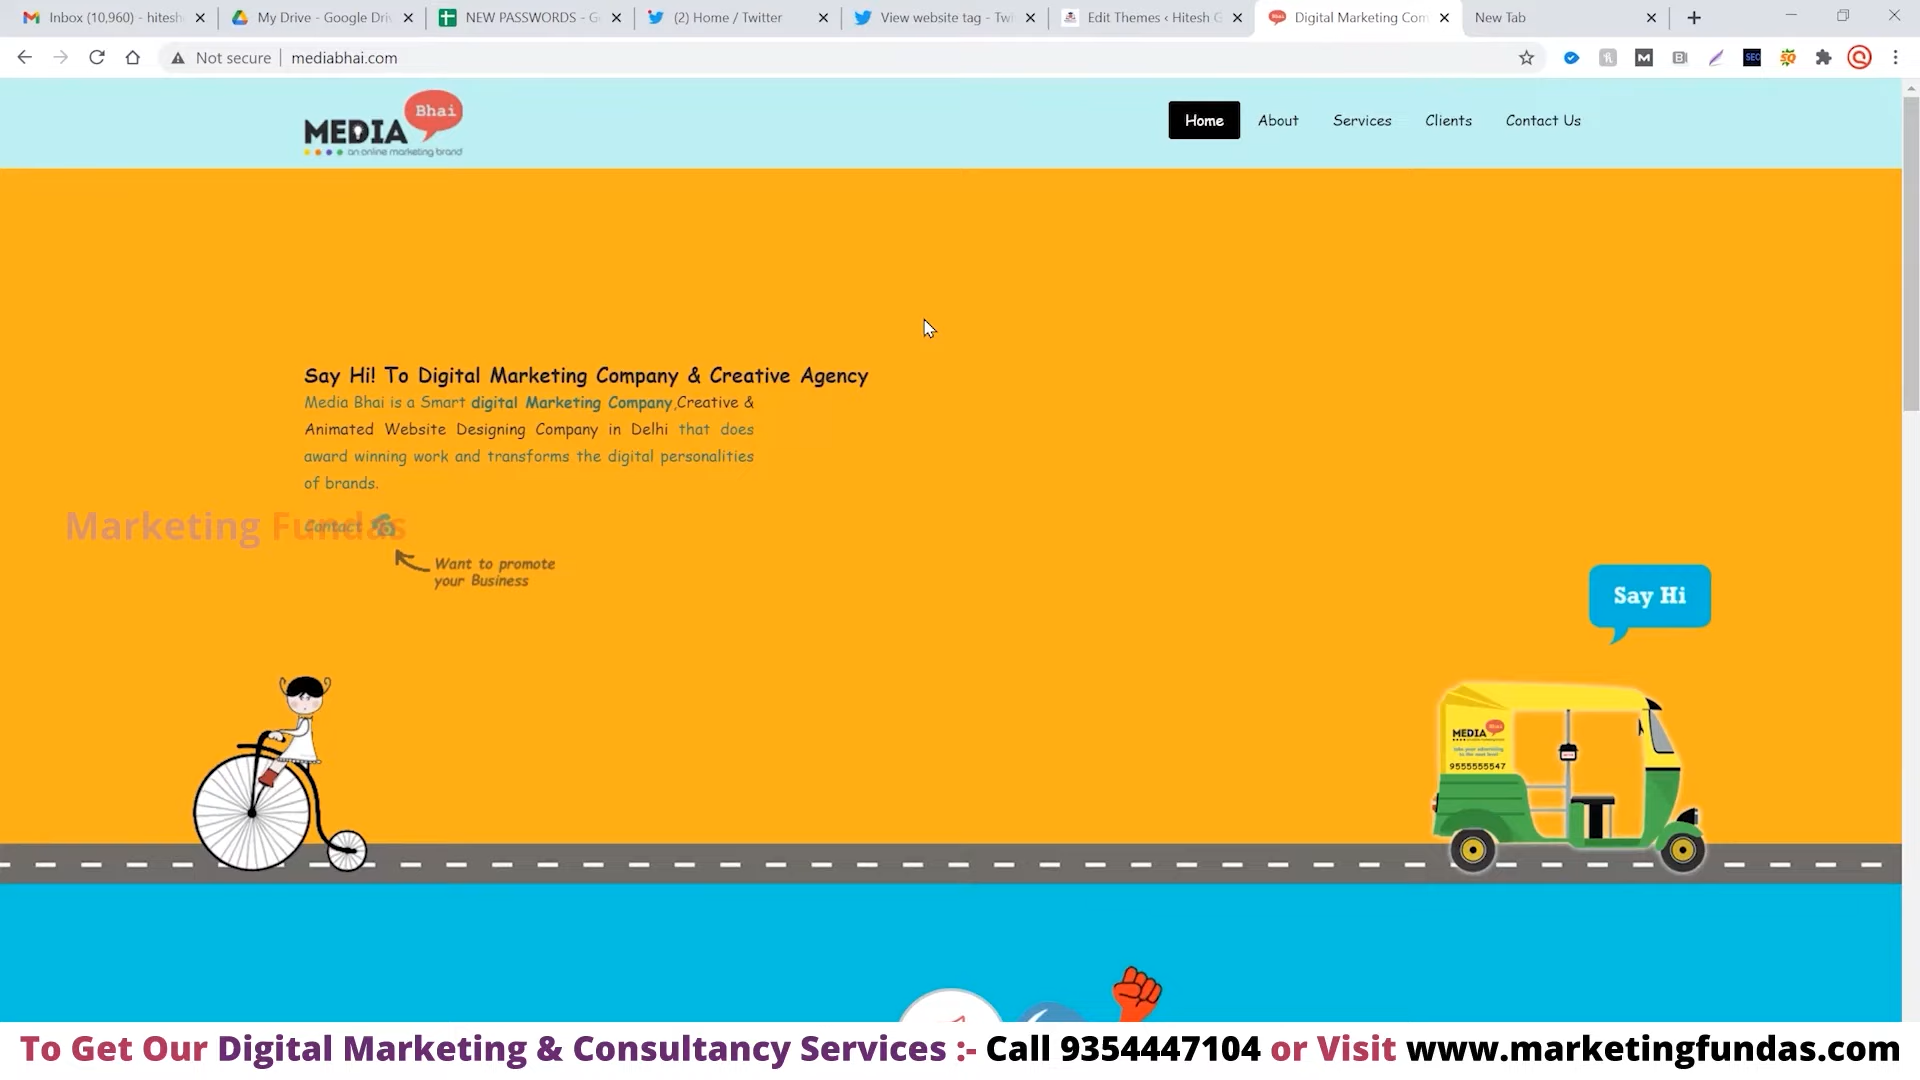 Inbox (10,960) - hitesh
My Drive - Google Driv
NEW PASSWORDS - G
(2) Home / Twitter
View website tag - Twi
Edit Themes ‹ Hitesh G
Digital Marketing Com
New Tab
Not secure
mediabhai.com
MEDIA Bhai
an online marketing brand
Home
About
Services
Clients
Contact Us
Say Hi! To Digital Marketing Company & Creative Agency
Media Bhai is a Smart digital Marketing Company,Creative &
Animated Website Designing Company in Delhi that does
award winning work and transforms the digital personalities
of brands.
Marketing Fundas
Contact
Want to promote
your Business
Say Hi
MEDIA Bhai
9555555547
To Get Our Digital Marketing & Consultancy Services :- Call 9354447104 or Visit www.marketingfundas.com